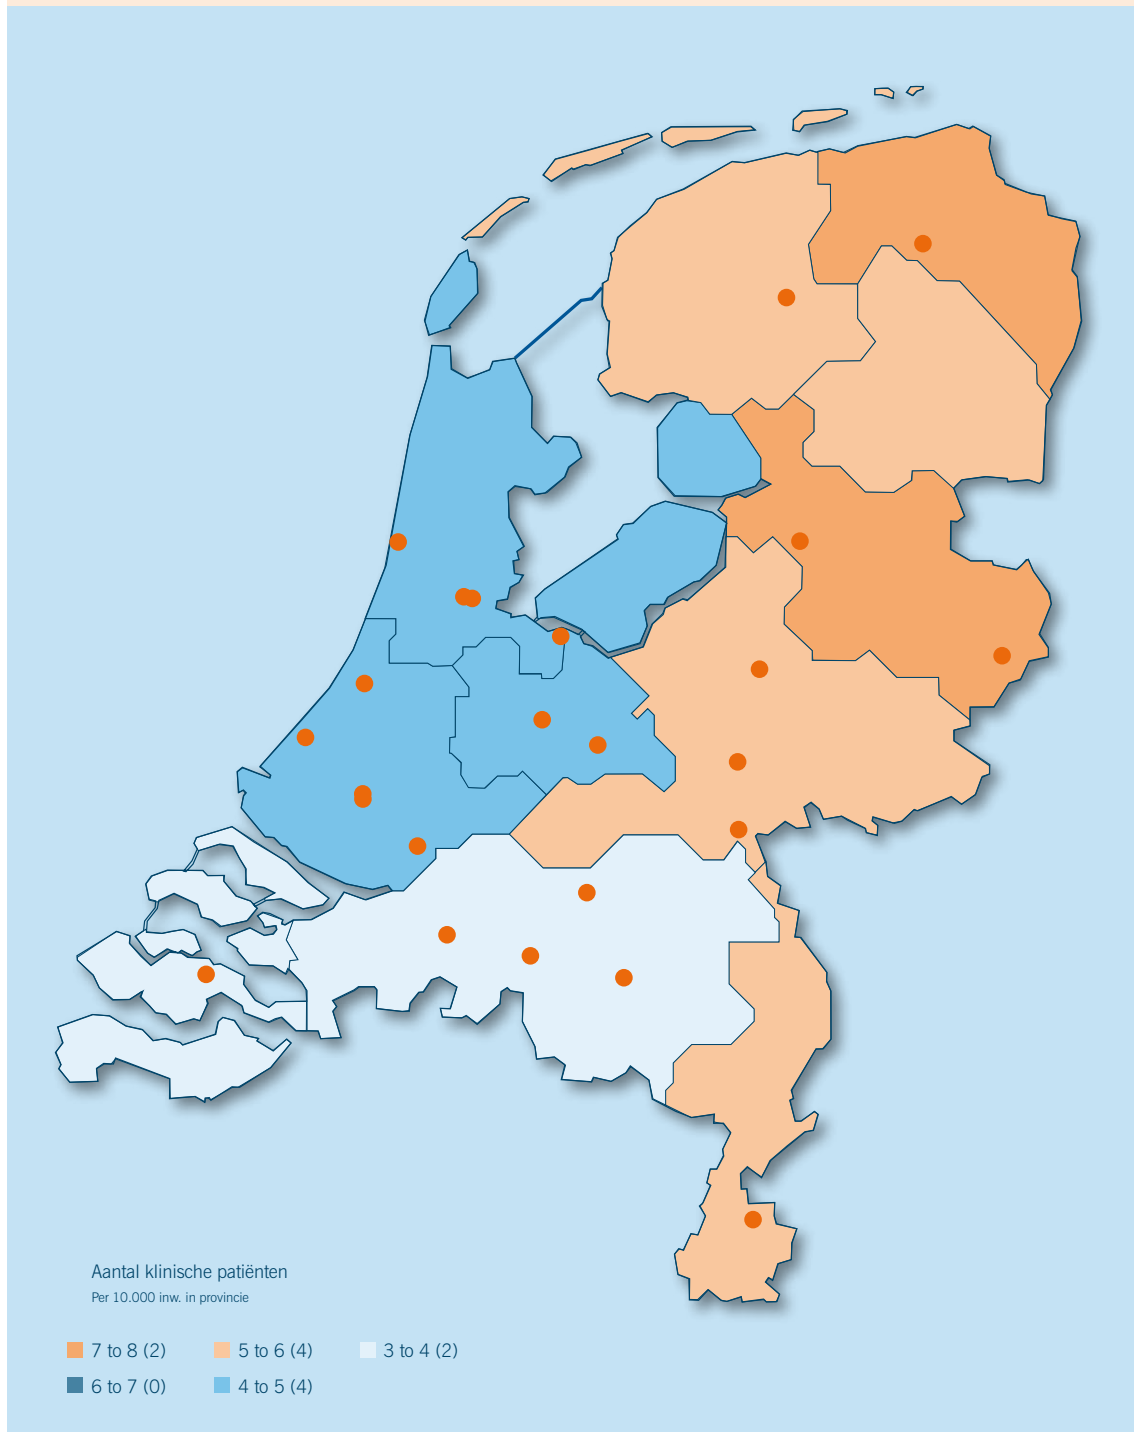 Aantal klinische patiënten
Per 10.000 inw. in provincie
7 to 8 (2)
5 to 6 (4)
3 to 4 (2)
6 to 7 (0)
4 to 5 (4)